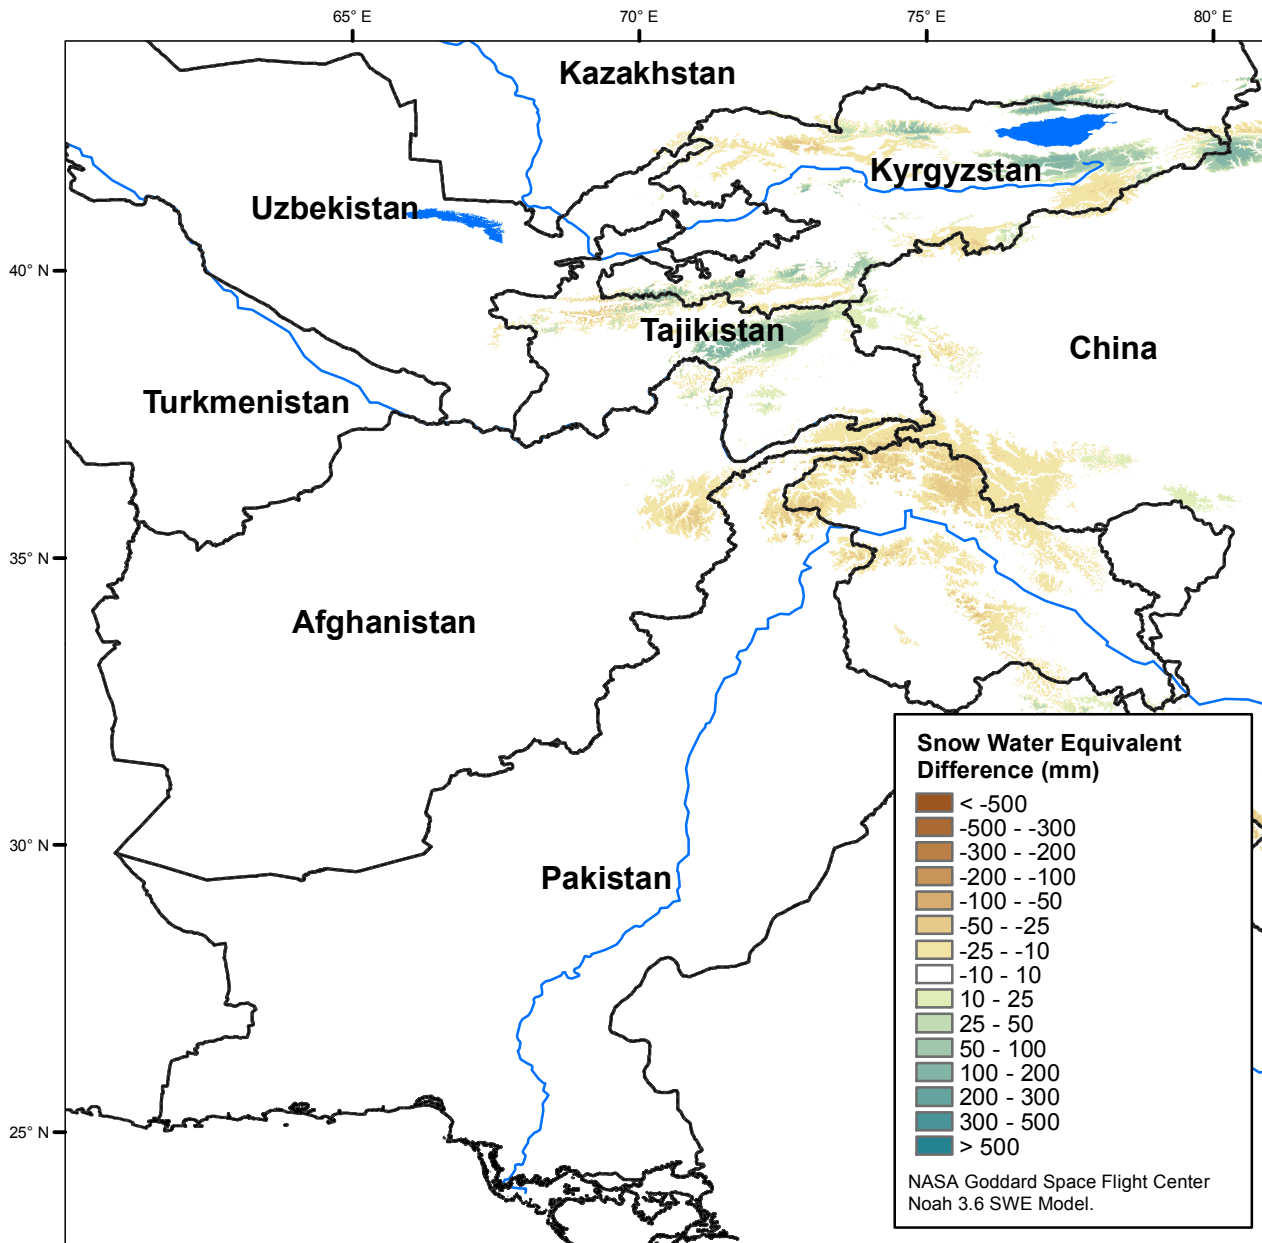 65° E
70° E
75° E
80° E
Kazakhstan
Kyrgyzstan
Uzbekistan
40° N
Tajikistan
China
Turkmenistan
35° N
Afghanistan
30° N
Pakistan
25° N
Snow Water Equivalent
Difference (mm)
< -500
-500 - -300
-300 - -200
-200 - -100
-100 - -50
-50 - -25
-25 - -10
-10 - 10
10 - 25
25 - 50
50 - 100
100 - 200
200 - 300
300 - 500
> 500
NASA Goddard Space Flight Center
Noah 3.6 SWE Model.